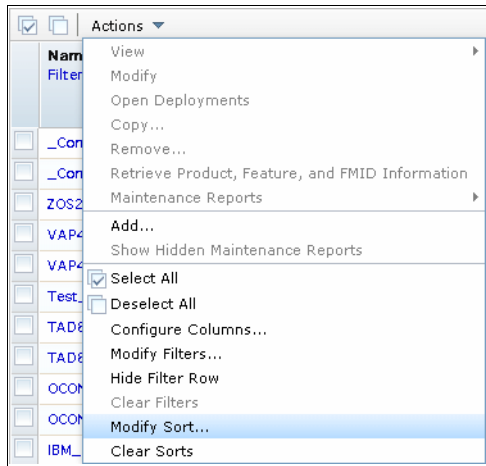 Actions
Nam
Filter
_Con
_Con
ZOS2
VAP4
VAP4
Test_
TAD8
TAD8
OCON
OCON
IBM_
View
Modify
Open Deployments
Copy...
Remove...
Retrieve Product, Feature, and FMID Information
Maintenance Reports
Add...
Show Hidden Maintenance Reports
Select All
Deselect All
Configure Columns...
Modify Filters...
Hide Filter Row
Clear Filters
Modify Sort...
Clear Sorts